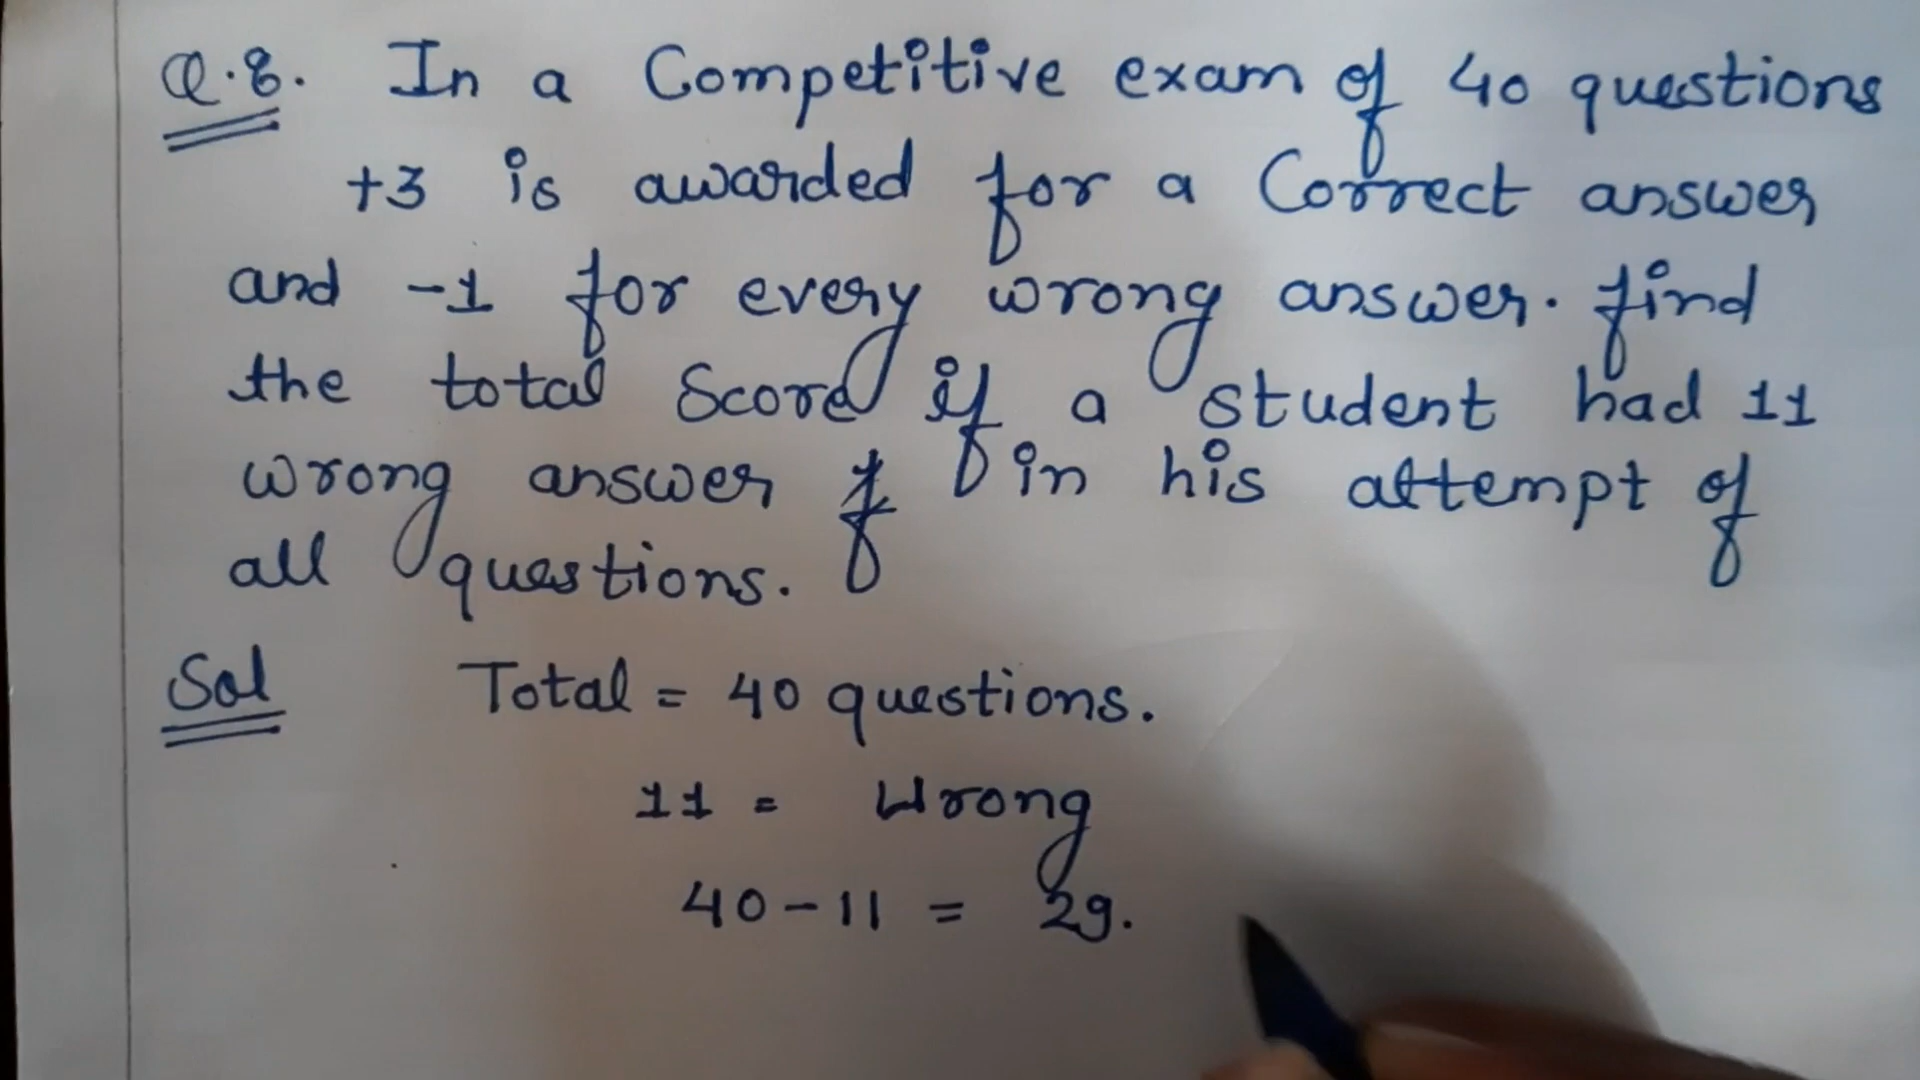 Q.8. In a Competitive exam of 40 questions
+3 is awarded for a Correct answer
and -1 for every wrong answer. find
the total Score if a student had 11
wrong answer in his attempt of
all questions.
Sol Total = 40 questions.
11 = Wrong
40-11 = 29.